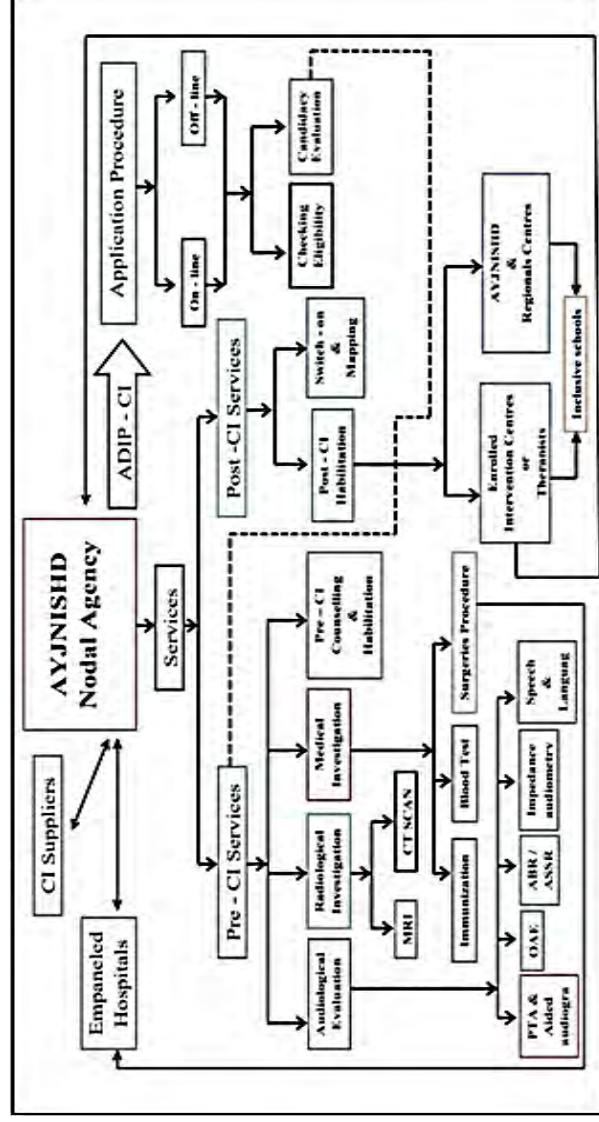 AYJNISHD
Nodal Agency
CI Suppliers
Empaneled
Hospitals
ADIP - CI
Application Procedure
On - line
Off - line
Checking
Eligibility
Candidacy
Evaluation
Services
Pre - CI Services
Post -CI Services
Audiological
Evaluation
Radiological
Investigation
Medical
Investigation
Pre - CI
Counselling
&
Habilitation
Post - CI
Habilitation
Switch - on
&
Mapping
MRI
CT SCAN
Immunization
Blood Test
Surgeries Procedure
PTA &
Aided
audiogra
OAE
ABR /
ASSR
Impedance
audiometry
Speech
&
Languag
Enrolled
Intervention Centres
or
Theranists
AYJNISHD
&
Regionals Centres
Inclusive schools